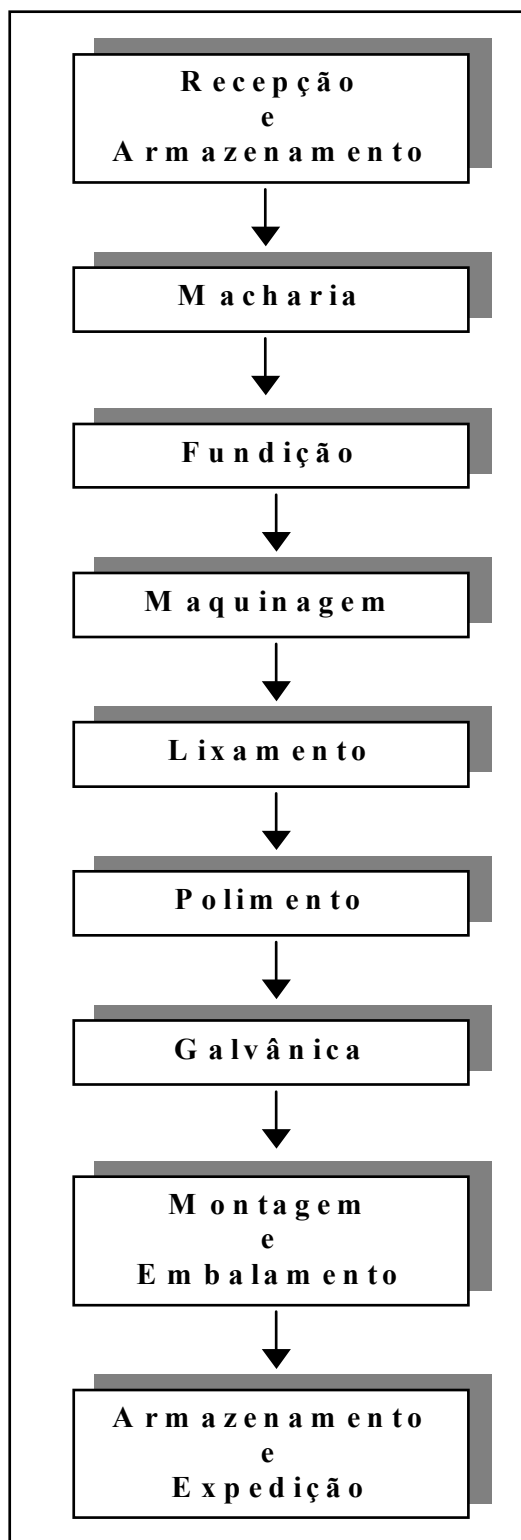 Recepção
e
Armazenamento
Macharia
Fundição
Maquinagem
Lixamento
Polimento
Galvânica
Montagem
e
Embalamento
Armazenamento
e
Expedição